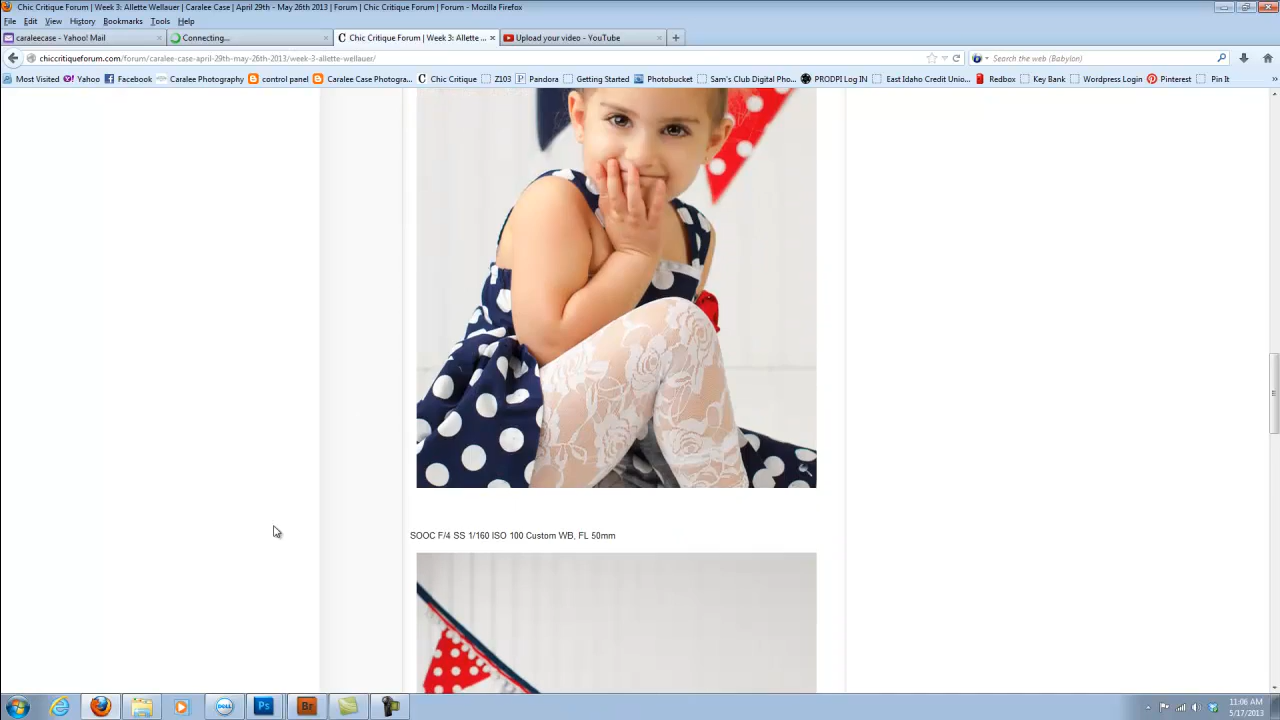 Chic Critique Forum | Week 3: Allette Wellauer | Caralee Case | April 29th - May 26th 2013 | Forum | Chic Critique Forum | Forum - Mozilla Firefox
File Edit View History Bookmarks Tools Help
caraleecase - Yahoo! Mail Connecting... Chic Critique Forum | Week 3: Allette ... Upload your video - YouTube
chiccritiqueforum.com/forum/caralee-case-april-29th-may-26th-2013/week-3-allette-wellauer/ Search the web (Babylon)
Most Visited Yahoo Facebook Caralee Photography control panel Caralee Case Photogra... Chic Critique Z103 Pandora Getting Started Photobucket Sam's Club Digital Pho... PRODPI Log IN East Idaho Credit Unio... Redbox Key Bank Wordpress Login Pinterest Pin It
SOOC F/4 SS 1/160 ISO 100 Custom WB, FL 50mm
11:06 AM
5/17/2013